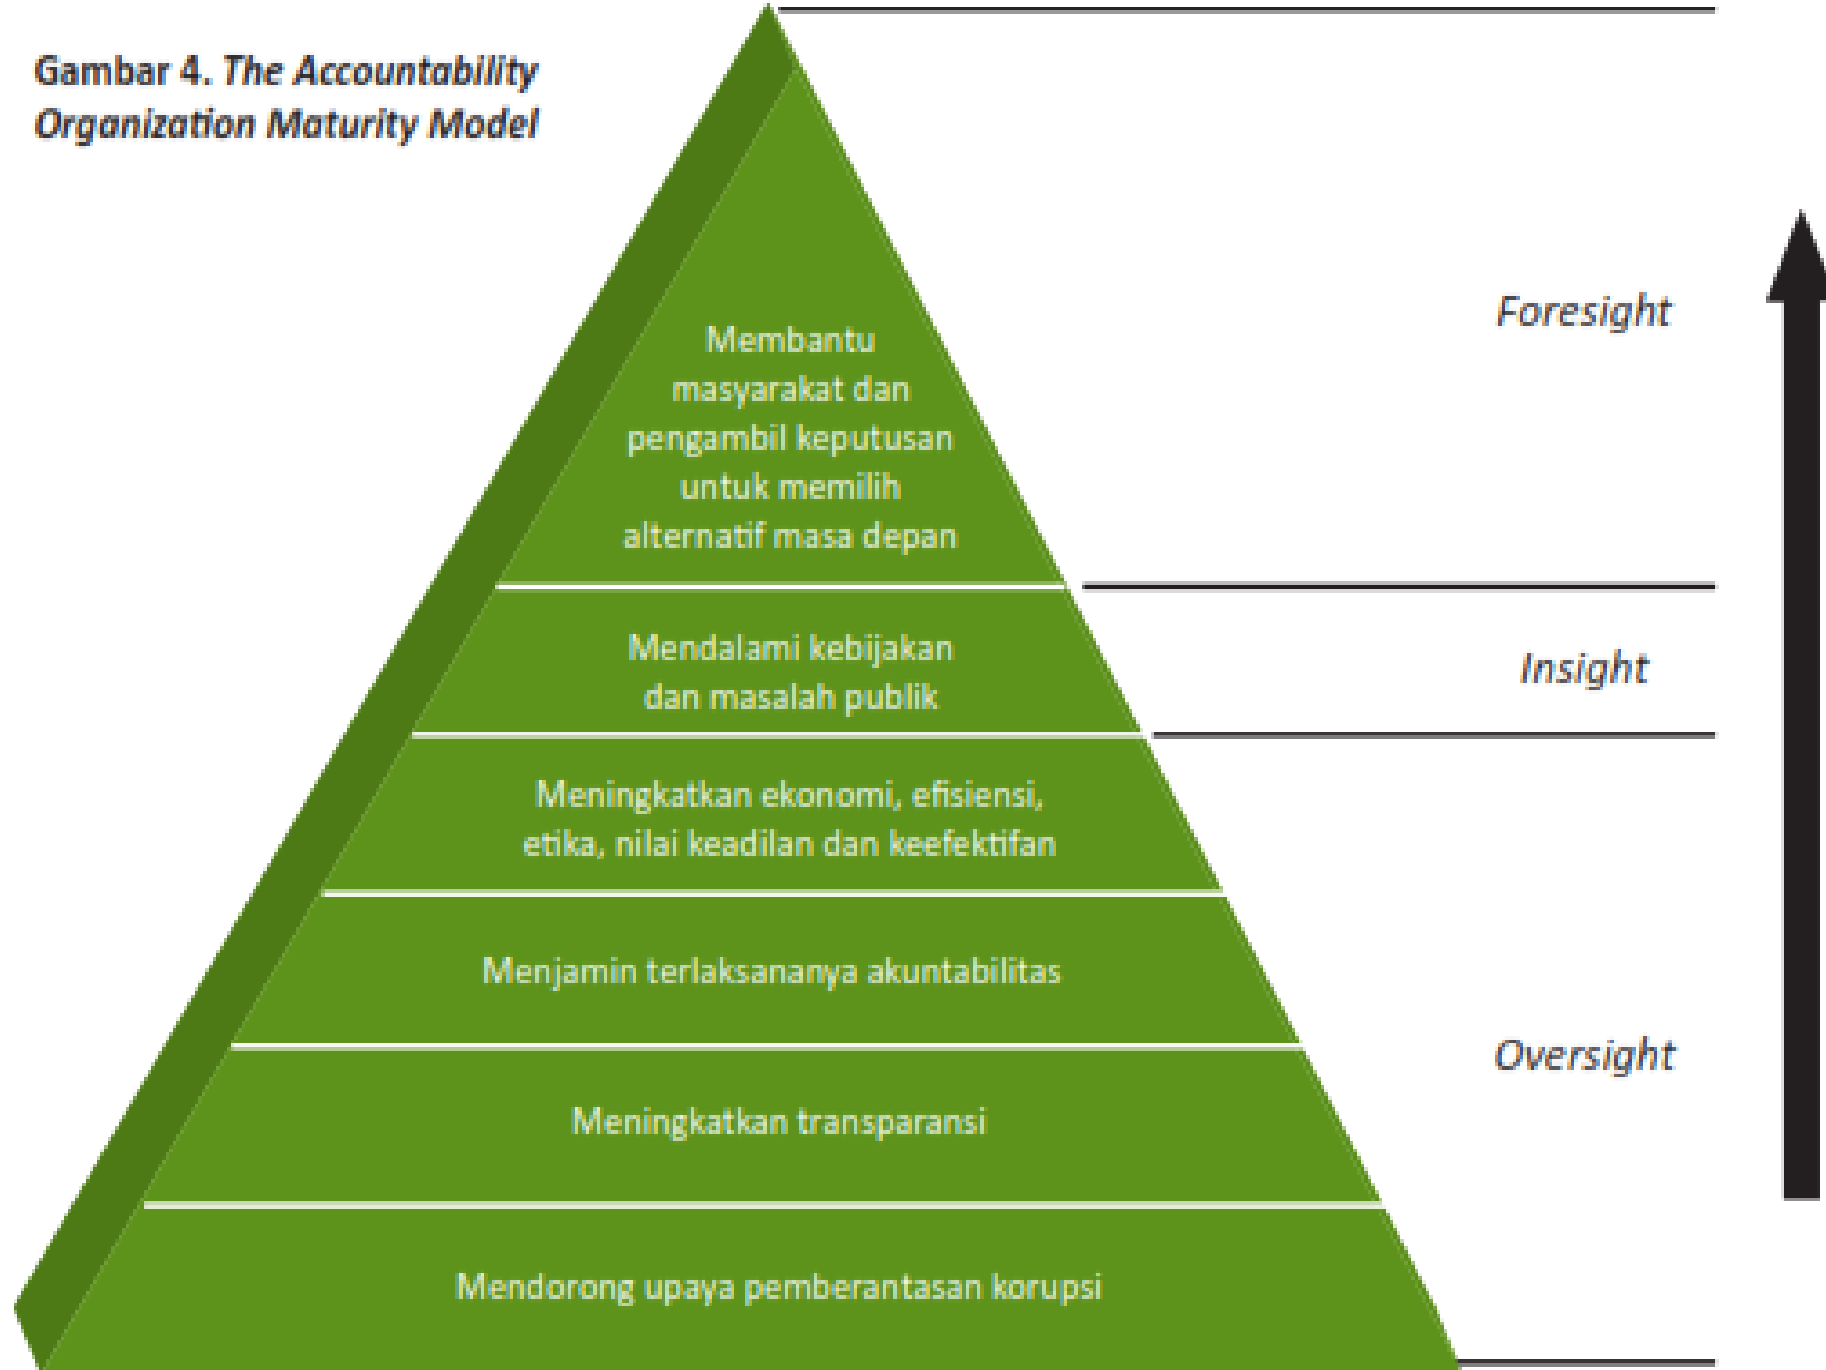 Gambar 4. The Accountability
Organization Maturity Model
Foresight
Membantu
masyarakat dan
pengambil keputusan
untuk memilih
alternatif masa depan
Insight
Mendalami kebijakan
dan masalah publik
Meningkatkan ekonomi, efisiensi,
etika, nilai keadilan dan keefektifan
Menjamin terlaksananya akuntabilitas
Oversight
Meningkatkan transparansi
Mendorong upaya pemberantasan korupsi